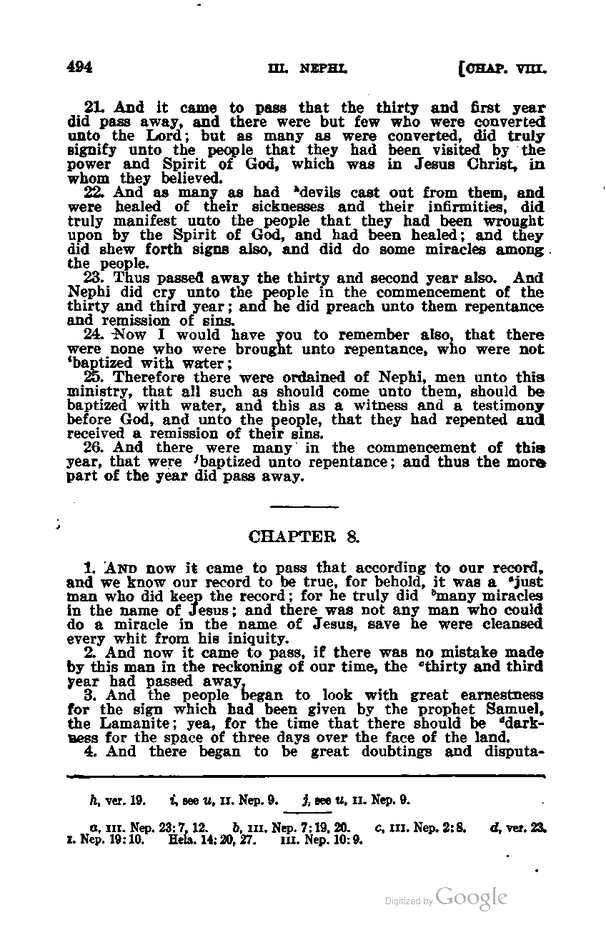 494 III. NEPHI. [CHAP. VIII.
21. And it came to pass that the thirty and first year
did pass away, and there were but few who were converted
unto the Lord; but as many as were converted, did truly
signify unto the people that they had been visited by the
power and Spirit of God, which was in Jesus Christ, in
whom they believed.
22. And as many as had ʰdevils cast out from them, and
were healed of their sicknesses and their infirmities, did
truly manifest unto the people that they had been wrought
upon by the Spirit of God, and had been healed; and they
did shew forth signs also, and did do some miracles among
the people.
23. Thus passed away the thirty and second year also. And
Nephi did cry unto the people in the commencement of the
thirty and third year; and he did preach unto them repentance
and remission of sins.
24. Now I would have you to remember also, that there
were none who were brought unto repentance, who were not
ⁱbaptized with water;
25. Therefore there were ordained of Nephi, men unto this
ministry, that all such as should come unto them, should be
baptized with water, and this as a witness and a testimony
before God, and unto the people, that they had repented and
received a remission of their sins.
26. And there were many in the commencement of this
year, that were ʲbaptized unto repentance; and thus the more
part of the year did pass away.
CHAPTER 8.
1. AND now it came to pass that according to our record,
and we know our record to be true, for behold, it was a ᵃjust
man who did keep the record; for he truly did ᵇmany miracles
in the name of Jesus; and there was not any man who could
do a miracle in the name of Jesus, save he were cleansed
every whit from his iniquity.
2. And now it came to pass, if there was no mistake made
by this man in the reckoning of our time, the ᶜthirty and third
year had passed away,
3. And the people began to look with great earnestness
for the sign which had been given by the prophet Samuel,
the Lamanite; yea, for the time that there should be ᵈdark-
ness for the space of three days over the face of the land.
4. And there began to be great doubtings and disputa-
h, ver. 19. i, see u, II. Nep. 9. j, see u, II. Nep. 9.
a, III. Nep. 23:7, 12. b, III. Nep. 7:19, 20. c, III. Nep. 2:8. d, ver. 23.
I. Nep. 19:10. Hela. 14:20, 27. III. Nep. 10:9.
Digitized by Google